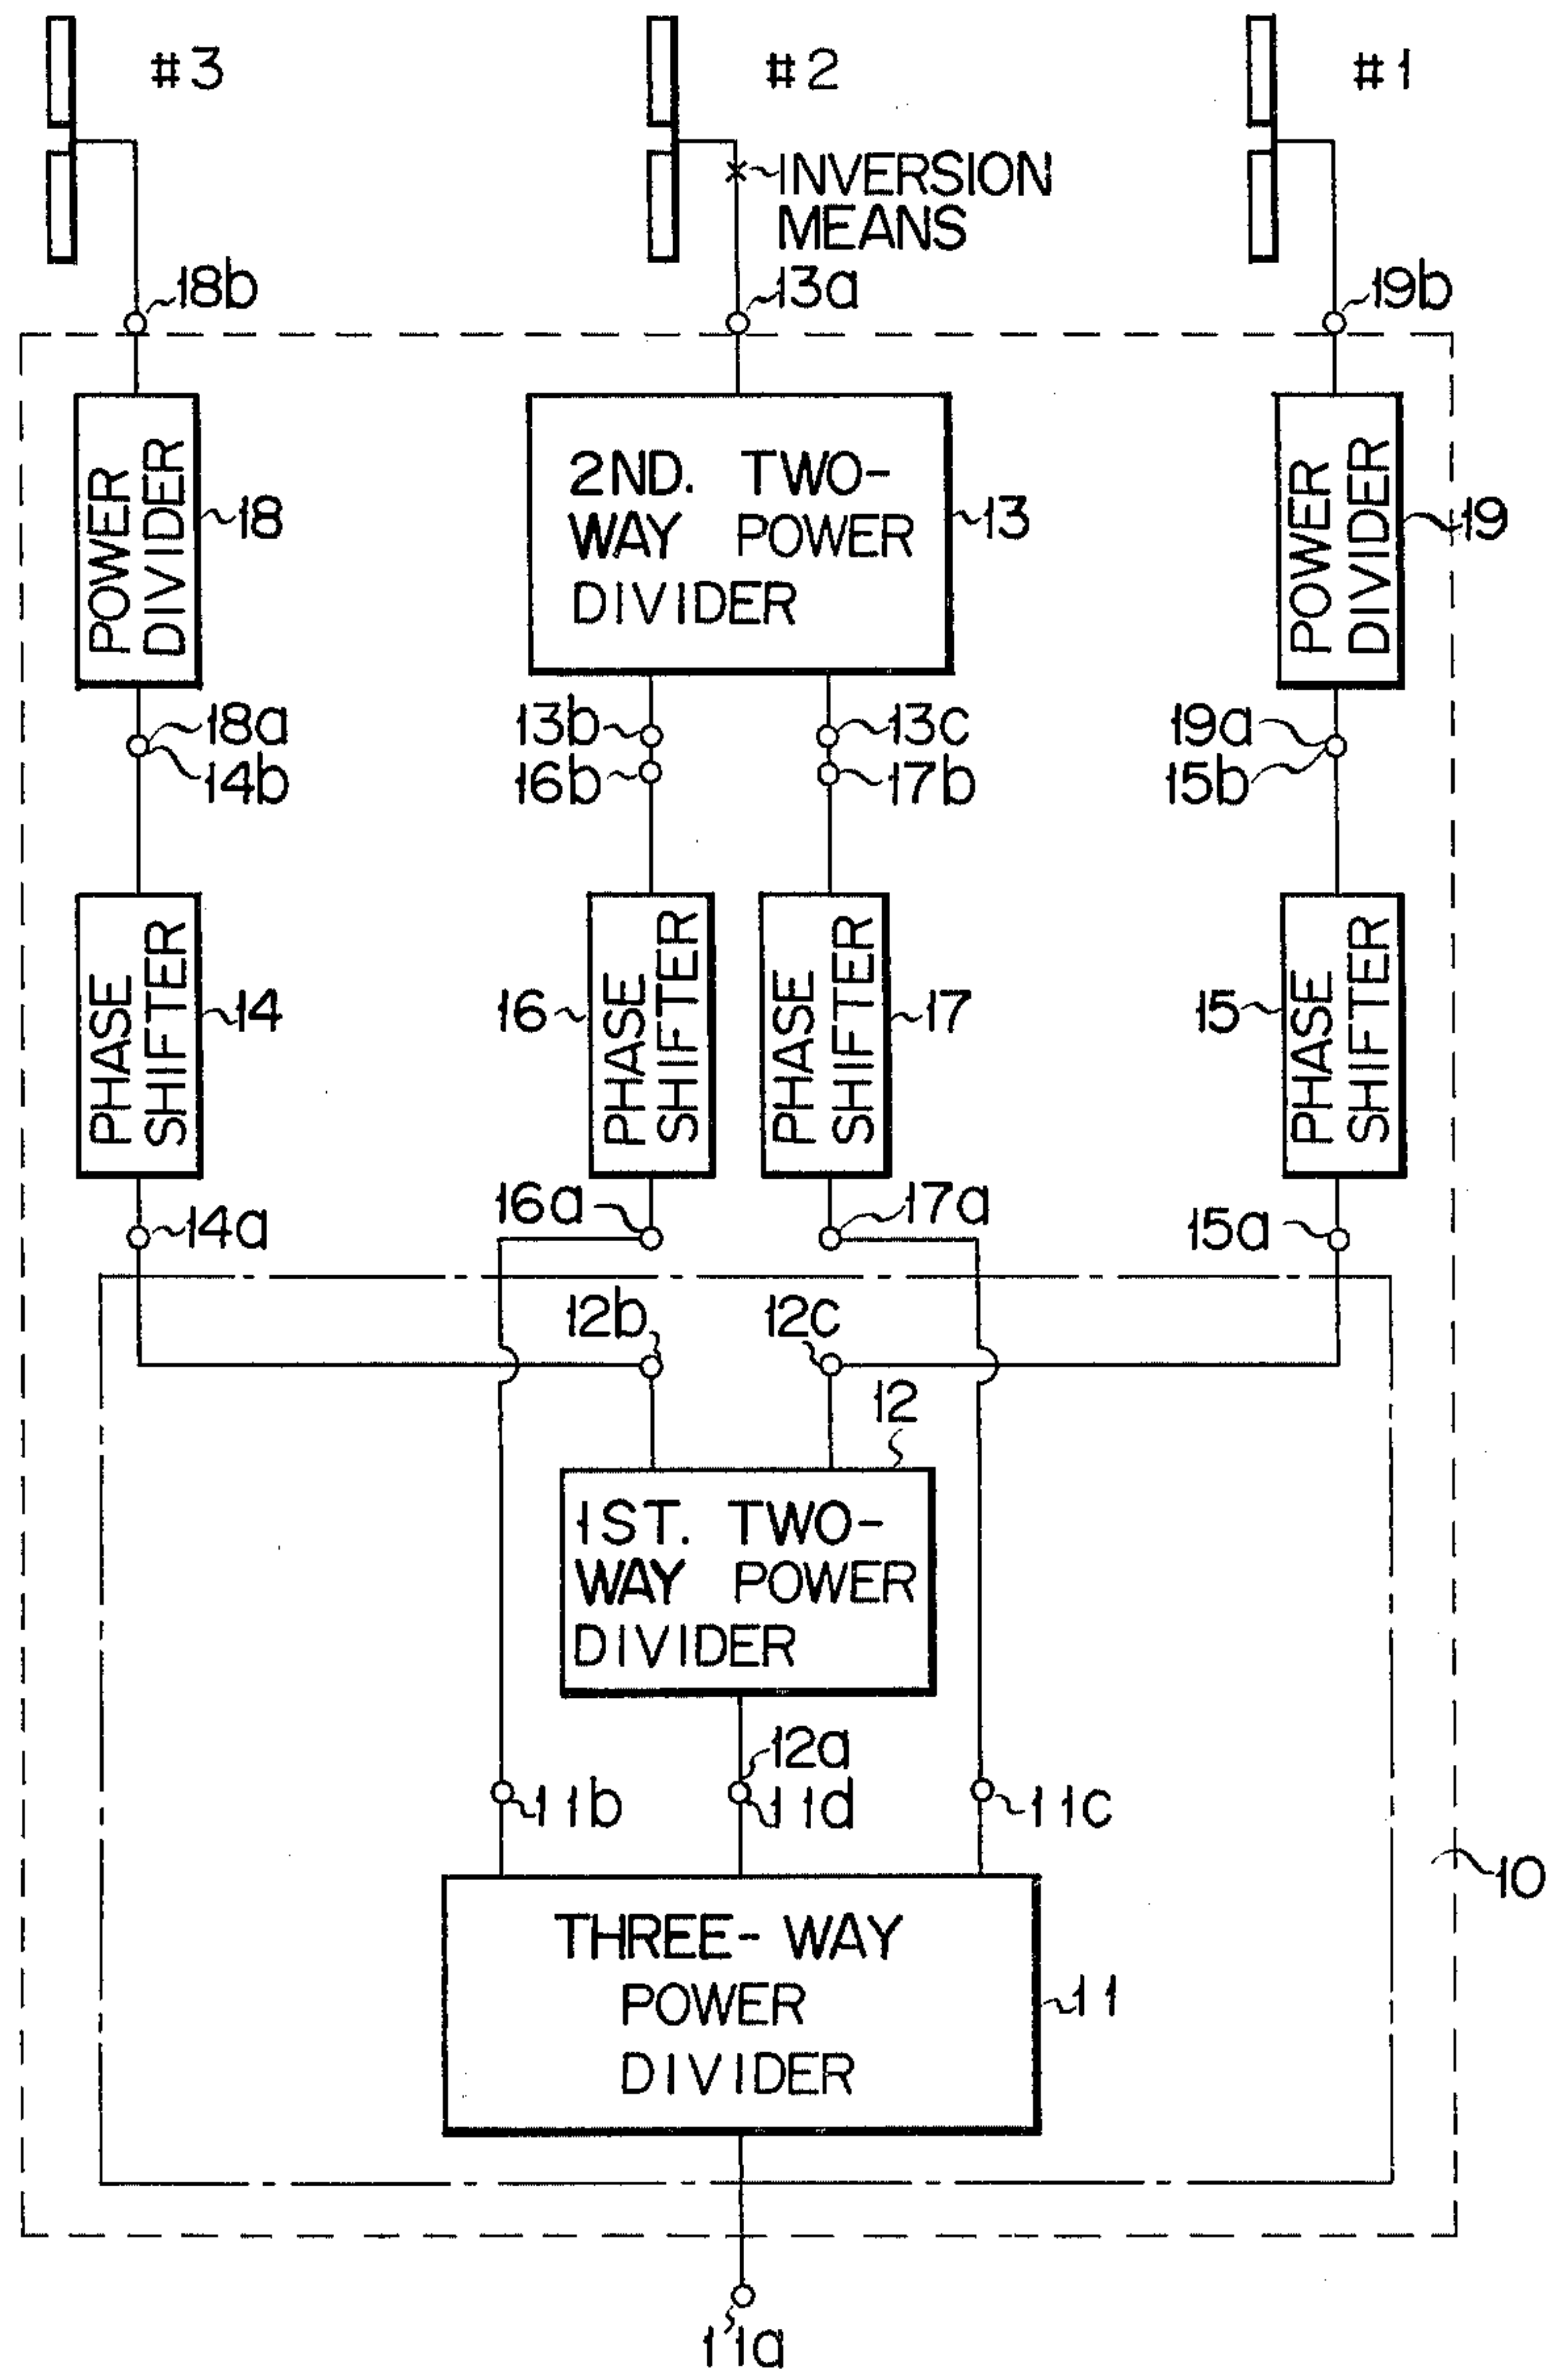 #3
#2
#1
INVERSION
MEANS
18b
13a
19b
POWER
DIVIDER
18
2ND. TWO-
WAY POWER
DIVIDER
13
POWER
DIVIDER
19
18a
14b
13b
16b
13c
17b
19a
15b
PHASE
SHIFTER
14
16
PHASE
SHIFTER
PHASE
SHIFTER
17
15
PHASE
SHIFTER
14a
16a
17a
15a
12b
12c
12
1ST. TWO-
WAY POWER
DIVIDER
12a
11b
11d
11c
10
THREE-WAY
POWER
DIVIDER
11
11a